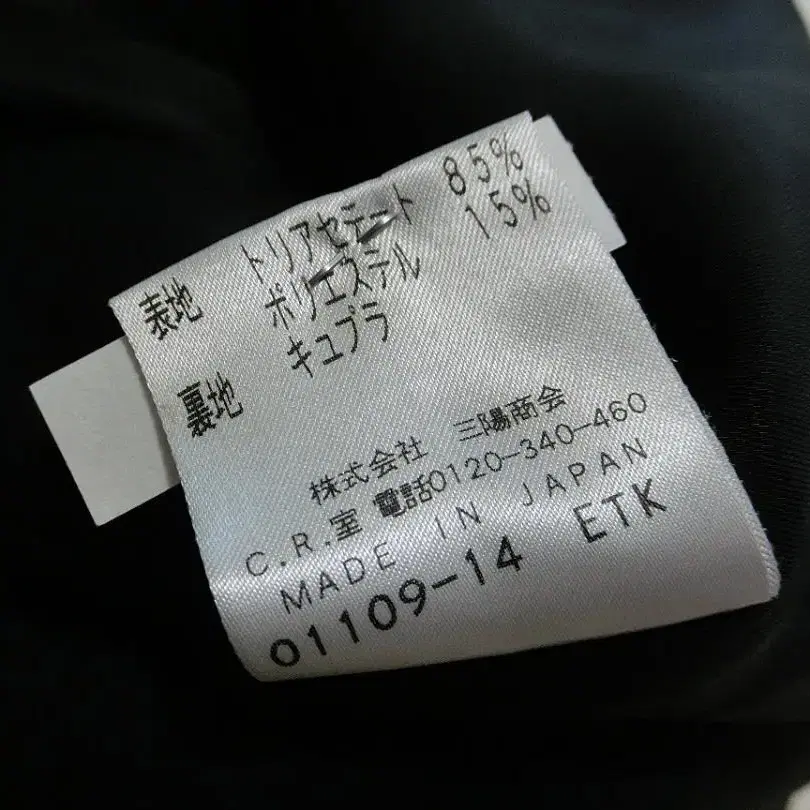 表地 トリアセテート 85%
ポリエステル 15%
裏地 キュプラ
株式会社 三陽商会
C.R.室 電話0120-340-460
MADE IN JAPAN
01109-14 ETK